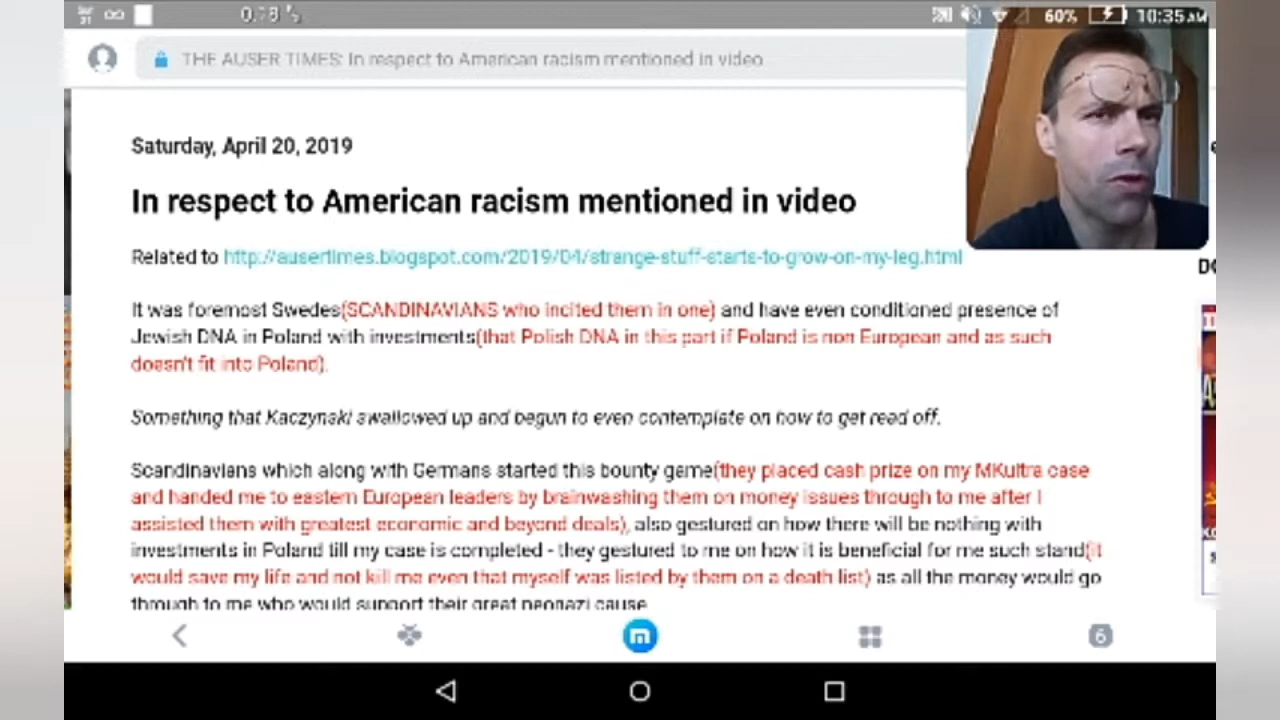 0.78 ᵏ/s
60%
10:35AM
THE AUSER TIMES: In respect to American racism mentioned in video
Saturday, April 20, 2019
In respect to American racism mentioned in video
Related to http://ausertimes.blogspot.com/2019/04/strange-stuff-starts-to-grow-on-my-leg.html
It was foremost Swedes(SCANDINAVIANS who incited them in one) and have even conditioned presence of
Jewish DNA in Poland with investments(that Polish DNA in this part if Poland is non European and as such
doesn't fit into Poland).
Something that Kaczynski swallowed up and begun to even contemplate on how to get read off.
Scandinavians which along with Germans started this bounty game(they placed cash prize on my MKultra case
and handed me to eastern European leaders by brainwashing them on money issues through to me after I
assisted them with greatest economic and beyond deals), also gestured on how there will be nothing with
investments in Poland till my case is completed - they gestured to me on how it is beneficial for me such stand(it
would save my life and not kill me even that myself was listed by them on a death list) as all the money would go
through to me who would support their great neonazi cause
6